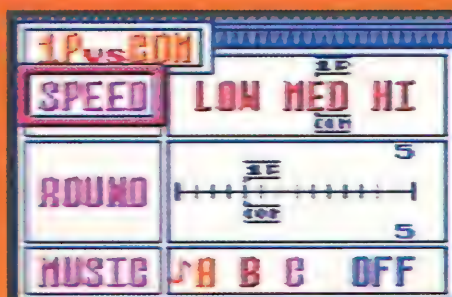 1P vs COM
1P
SPEED LOW MED HI
COM
5
1P
ROUND
COM
5
MUSIC ♪A B C OFF